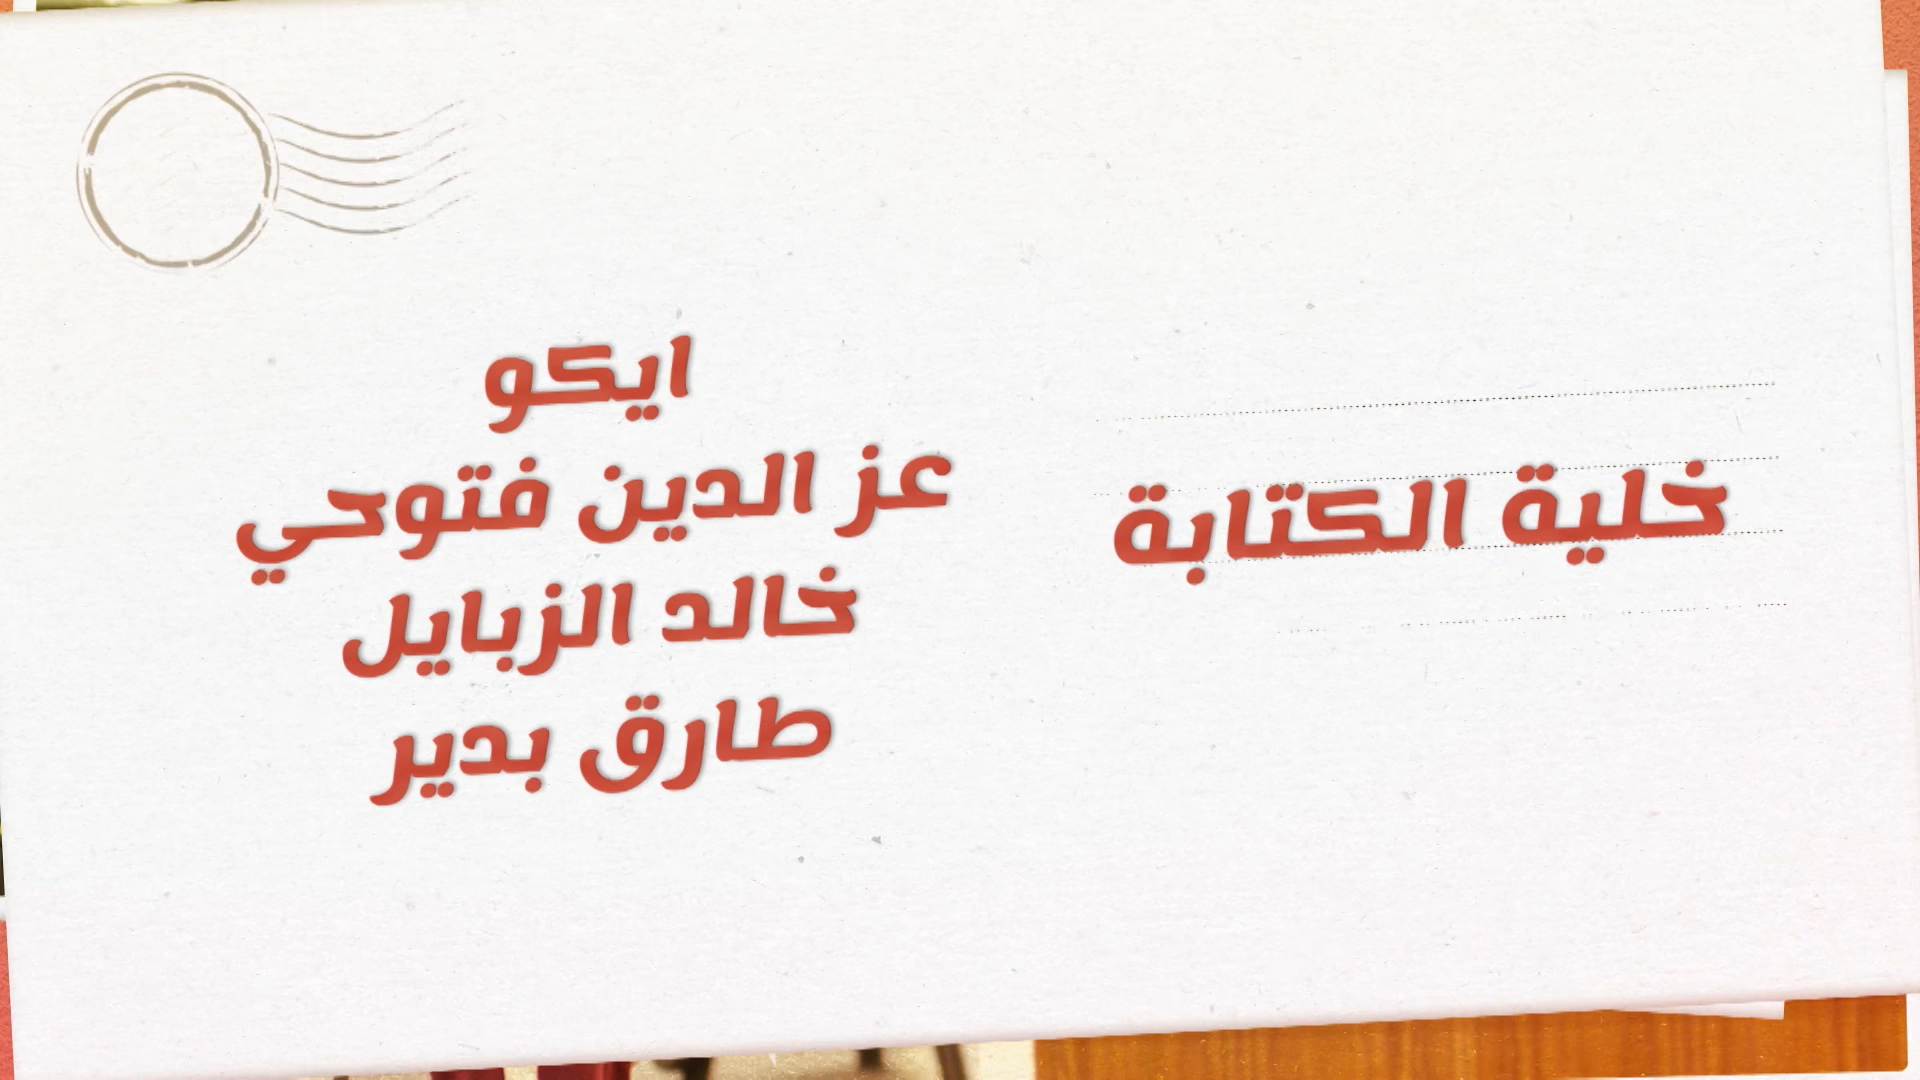 خلية الكتابة
ايكو
عز الدين فتوحي
خالد الزبايل
طارق بدير